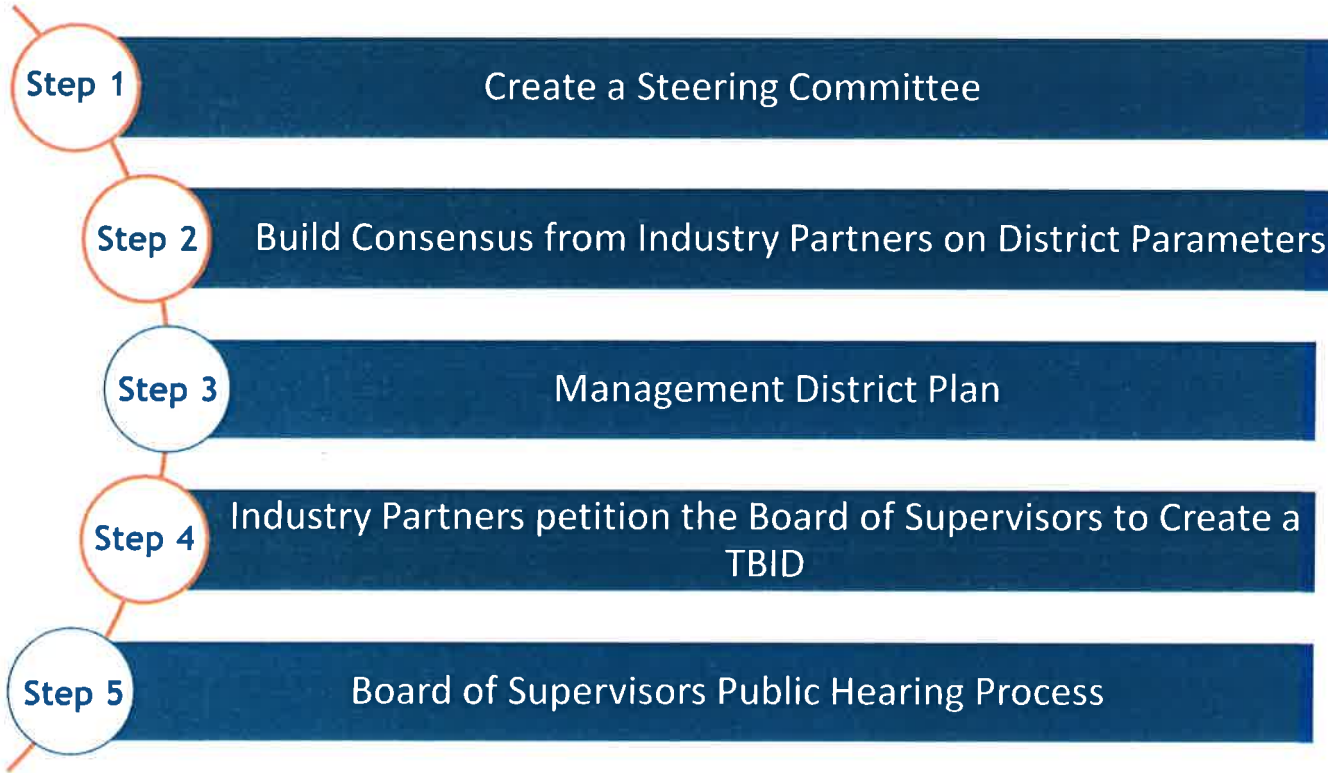 Step 1
Create a Steering Committee
Step 2
Build Consensus from Industry Partners on District Parameters
Step 3
Management District Plan
Step 4
Industry Partners petition the Board of Supervisors to Create a
TBID
Step 5
Board of Supervisors Public Hearing Process